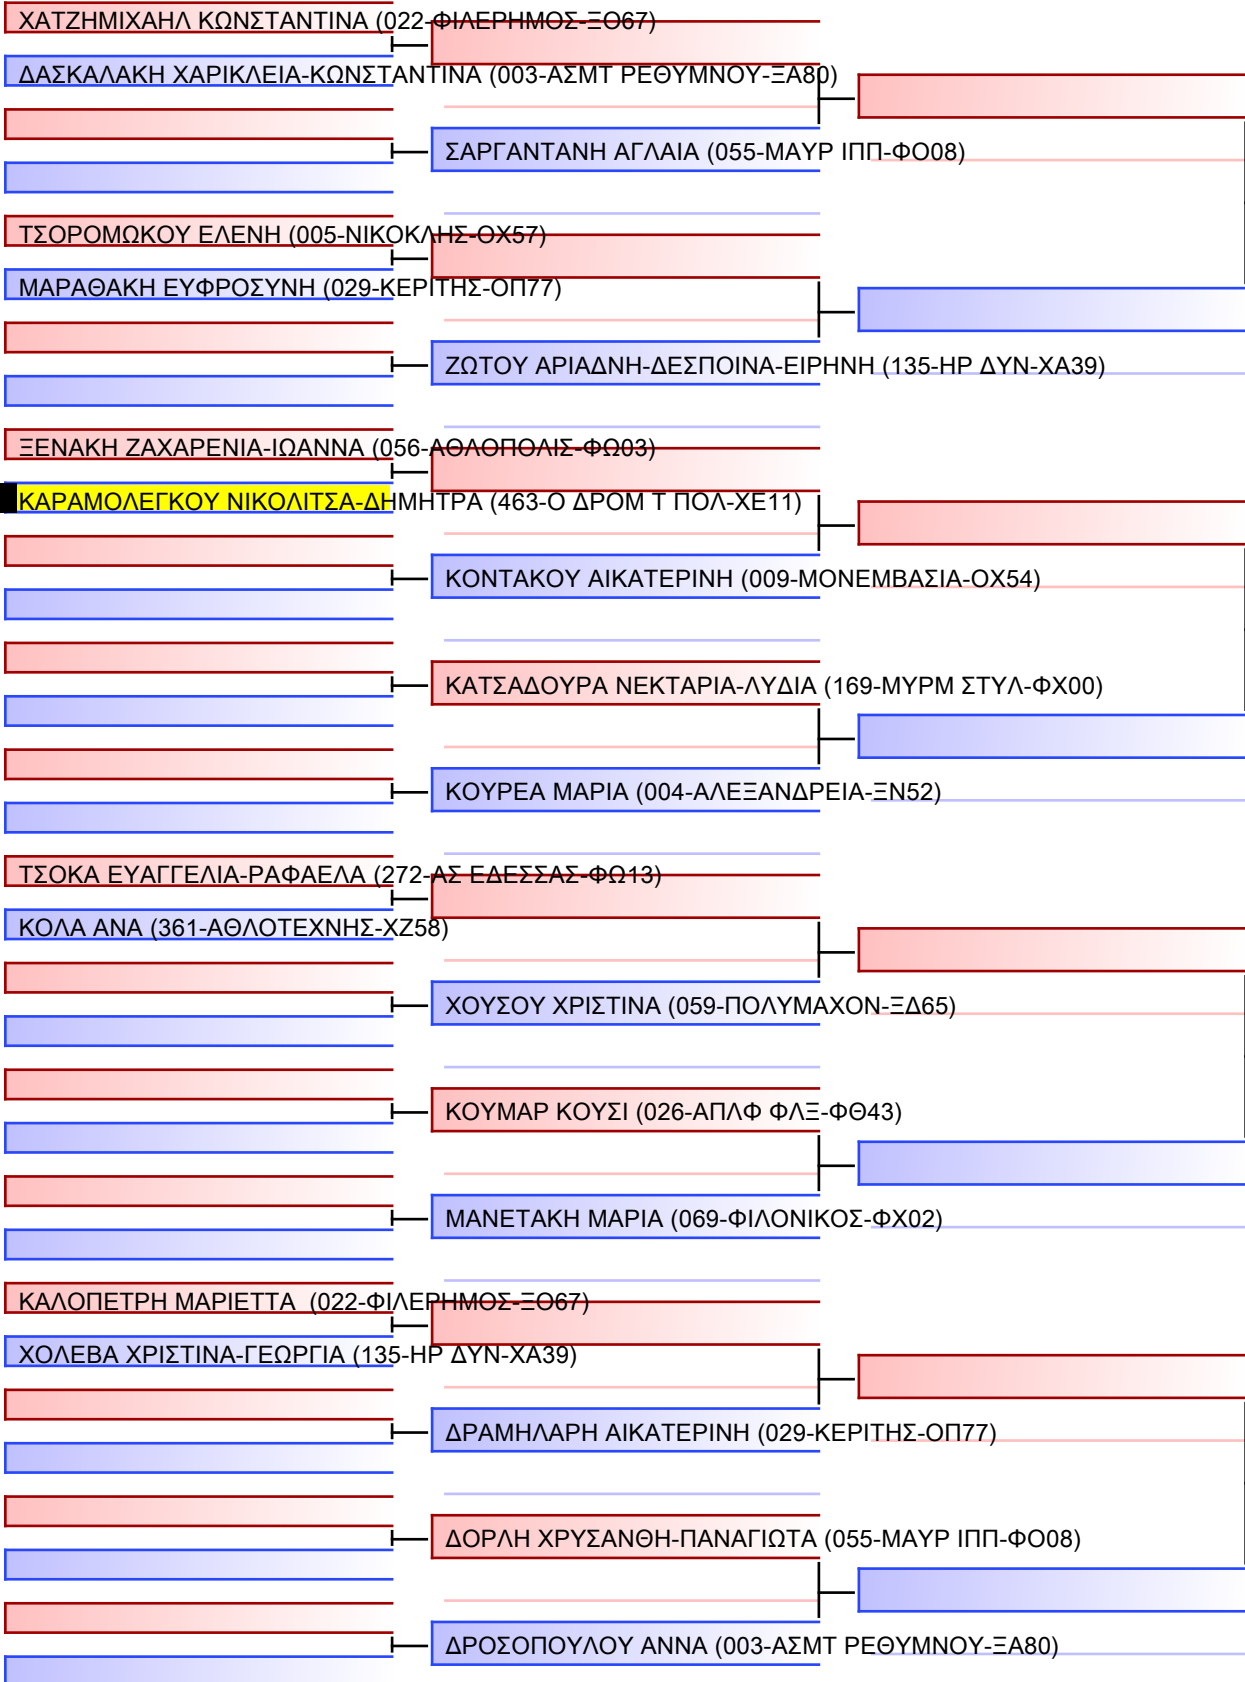 ΧΑΤΖΗΜΙΧΑΗΛ ΚΩΝΣΤΑΝΤΙΝΑ (022-ΦΙΛΕΡΗΜΟΣ-ΞΟ67)
ΔΑΣΚΑΛΑΚΗ ΧΑΡΙΚΛΕΙΑ-ΚΩΝΣΤΑΝΤΙΝΑ (003-ΑΣΜΤ ΡΕΘΥΜΝΟΥ-ΞΑ80)
ΣΑΡΓΑΝΤΑΝΗ ΑΓΛΑΙΑ (055-ΜΑΥΡ ΙΠΠ-ΦΟ08)
ΤΣΟΡΟΜΩΚΟΥ ΕΛΕΝΗ (005-ΝΙΚΟΚΛΗΣ-ΟΧ57)
ΜΑΡΑΘΑΚΗ ΕΥΦΡΟΣΥΝΗ (029-ΚΕΡΙΤΗΣ-ΟΠ77)
ΖΩΤΟΥ ΑΡΙΑΔΝΗ-ΔΕΣΠΟΙΝΑ-ΕΙΡΗΝΗ (135-ΗΡ ΔΥΝ-ΧΑ39)
ΞΕΝΑΚΗ ΖΑΧΑΡΕΝΙΑ-ΙΩΑΝΝΑ (056-ΑΘΛΟΠΟΛΙΣ-ΦΩ03)
ΚΑΡΑΜΟΛΕΓΚΟΥ ΝΙΚΟΛΙΤΣΑ-ΔΗΜΗΤΡΑ (463-Ο ΔΡΟΜ Τ ΠΟΛ-ΧΕ11)
ΚΟΝΤΑΚΟΥ ΑΙΚΑΤΕΡΙΝΗ (009-ΜΟΝΕΜΒΑΣΙΑ-ΟΧ54)
ΚΑΤΣΑΔΟΥΡΑ ΝΕΚΤΑΡΙΑ-ΛΥΔΙΑ (169-ΜΥΡΜ ΣΤΥΛ-ΦΧ00)
ΚΟΥΡΕΑ ΜΑΡΙΑ (004-ΑΛΕΞΑΝΔΡΕΙΑ-ΞΝ52)
ΤΣΟΚΑ ΕΥΑΓΓΕΛΙΑ-ΡΑΦΑΕΛΑ (272-ΑΣ ΕΔΕΣΣΑΣ-ΦΩ13)
ΚΟΛΑ ΑΝΑ (361-ΑΘΛΟΤΕΧΝΗΣ-ΧΖ58)
ΧΟΥΣΟΥ ΧΡΙΣΤΙΝΑ (059-ΠΟΛΥΜΑΧΟΝ-ΞΔ65)
ΚΟΥΜΑΡ ΚΟΥΣΙ (026-ΑΠΛΦ ΦΛΞ-ΦΘ43)
ΜΑΝΕΤΑΚΗ ΜΑΡΙΑ (069-ΦΙΛΟΝΙΚΟΣ-ΦΧ02)
ΚΑΛΟΠΕΤΡΗ ΜΑΡΙΕΤΤΑ (022-ΦΙΛΕΡΗΜΟΣ-ΞΟ67)
ΧΟΛΕΒΑ ΧΡΙΣΤΙΝΑ-ΓΕΩΡΓΙΑ (135-ΗΡ ΔΥΝ-ΧΑ39)
ΔΡΑΜΗΛΑΡΗ ΑΙΚΑΤΕΡΙΝΗ (029-ΚΕΡΙΤΗΣ-ΟΠ77)
ΔΟΡΛΗ ΧΡΥΣΑΝΘΗ-ΠΑΝΑΓΙΩΤΑ (055-ΜΑΥΡ ΙΠΠ-ΦΟ08)
ΔΡΟΣΟΠΟΥΛΟΥ ΑΝΝΑ (003-ΑΣΜΤ ΡΕΘΥΜΝΟΥ-ΞΑ80)